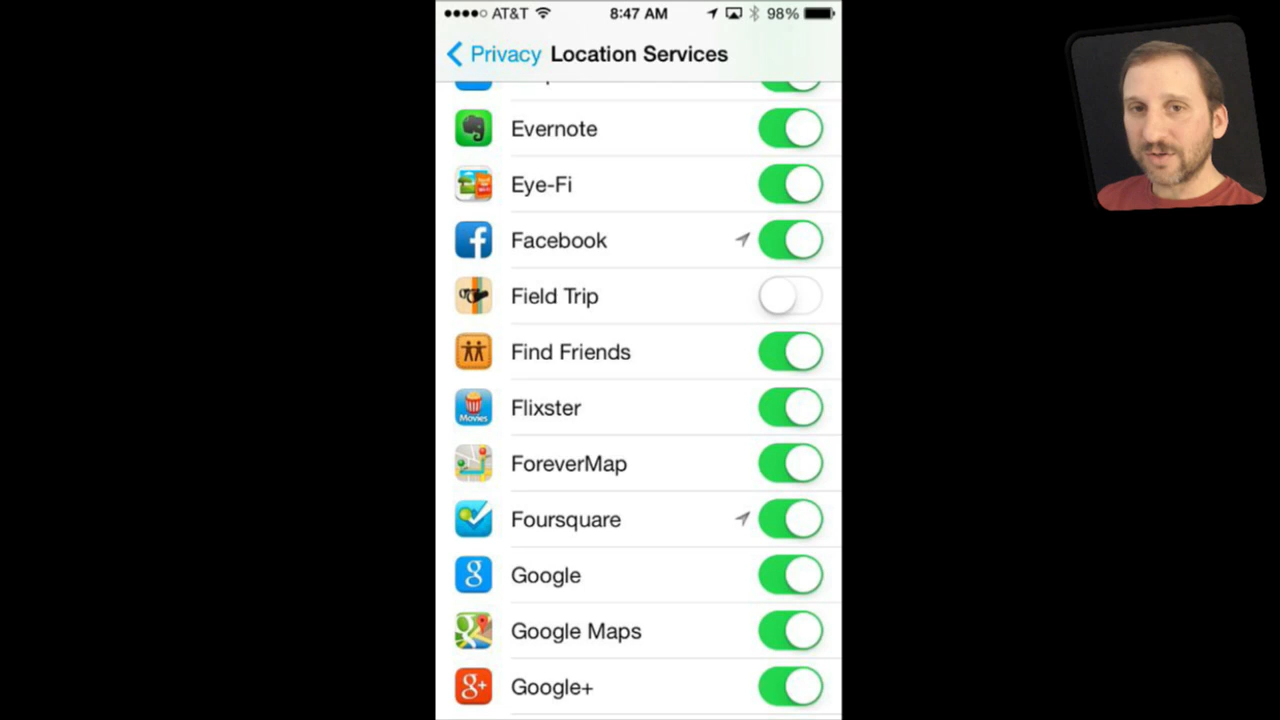 AT&T 8:47 AM 98%
Privacy Location Services
Evernote
Eye-Fi
Facebook
Field Trip
Find Friends
Movies
Flixster
ForeverMap
Foursquare
Google
Google Maps
g+ Google+